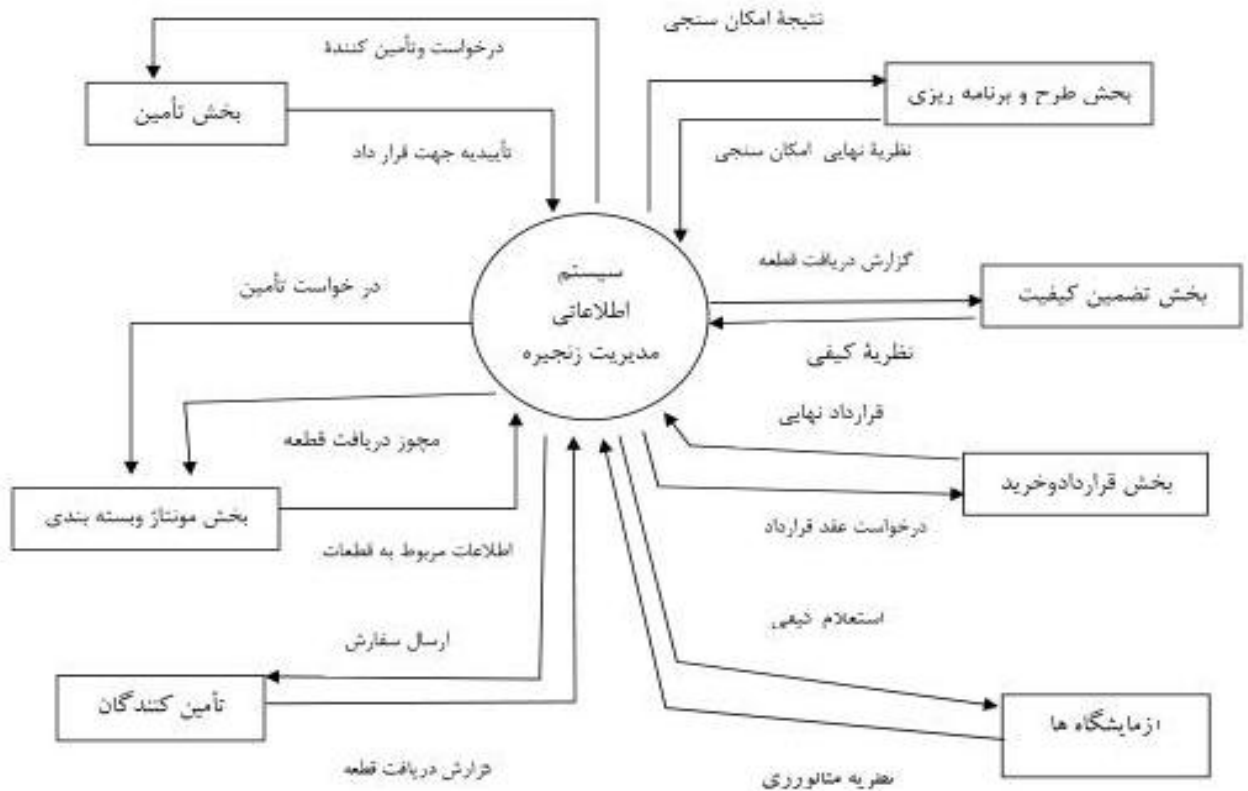 نتیجهٔ امکان سنجی
درخواست وتأمین کنندهٔ
بخش طرح و برنامه ریزی
بخش تأمین
تأییدیه جهت قرار داد
نظریهٔ نهایی امکان سنجی
گزارش دریافت قطعه
سیستم
اطلاعاتی
مدیریت زنجیره
در خواست تأمین
بخش تضمین کیفیت
نظریهٔ کیفی
قرارداد نهایی
مجوز دریافت قطعه
بخش قراردادوخرید
بخش مونتاژ وبسته بندی
درخواست عقد قرارداد
اطلاعات مربوط به قطعات
استعلام کیفی
ارسال سفارش
تأمین کنندگان
ازمایشگاه ها
گزارش دریافت قطعه
نظریه متالورژی